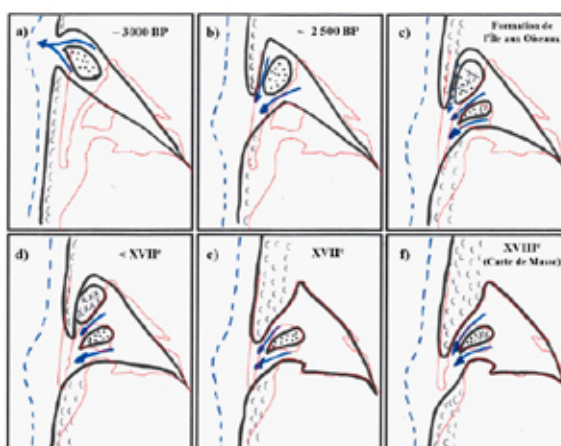 a)
~ 3000 BP
b)
~ 2 500 BP
c)
Formation de
l'île aux Oiseaux
d)
< XVIIᵉ
e)
XVIIᵉ
f)
XVIIIᵉ
(Carte de Masse)